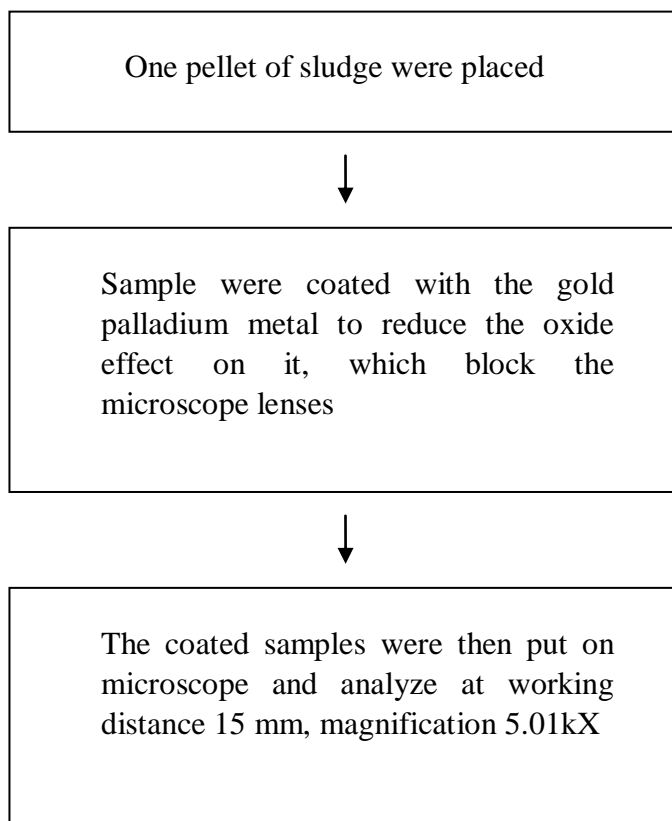 One pellet of sludge were placed
Sample were coated with the gold
palladium metal to reduce the oxide
effect on it, which block the
microscope lenses
The coated samples were then put on
microscope and analyze at working
distance 15 mm, magnification 5.01kX